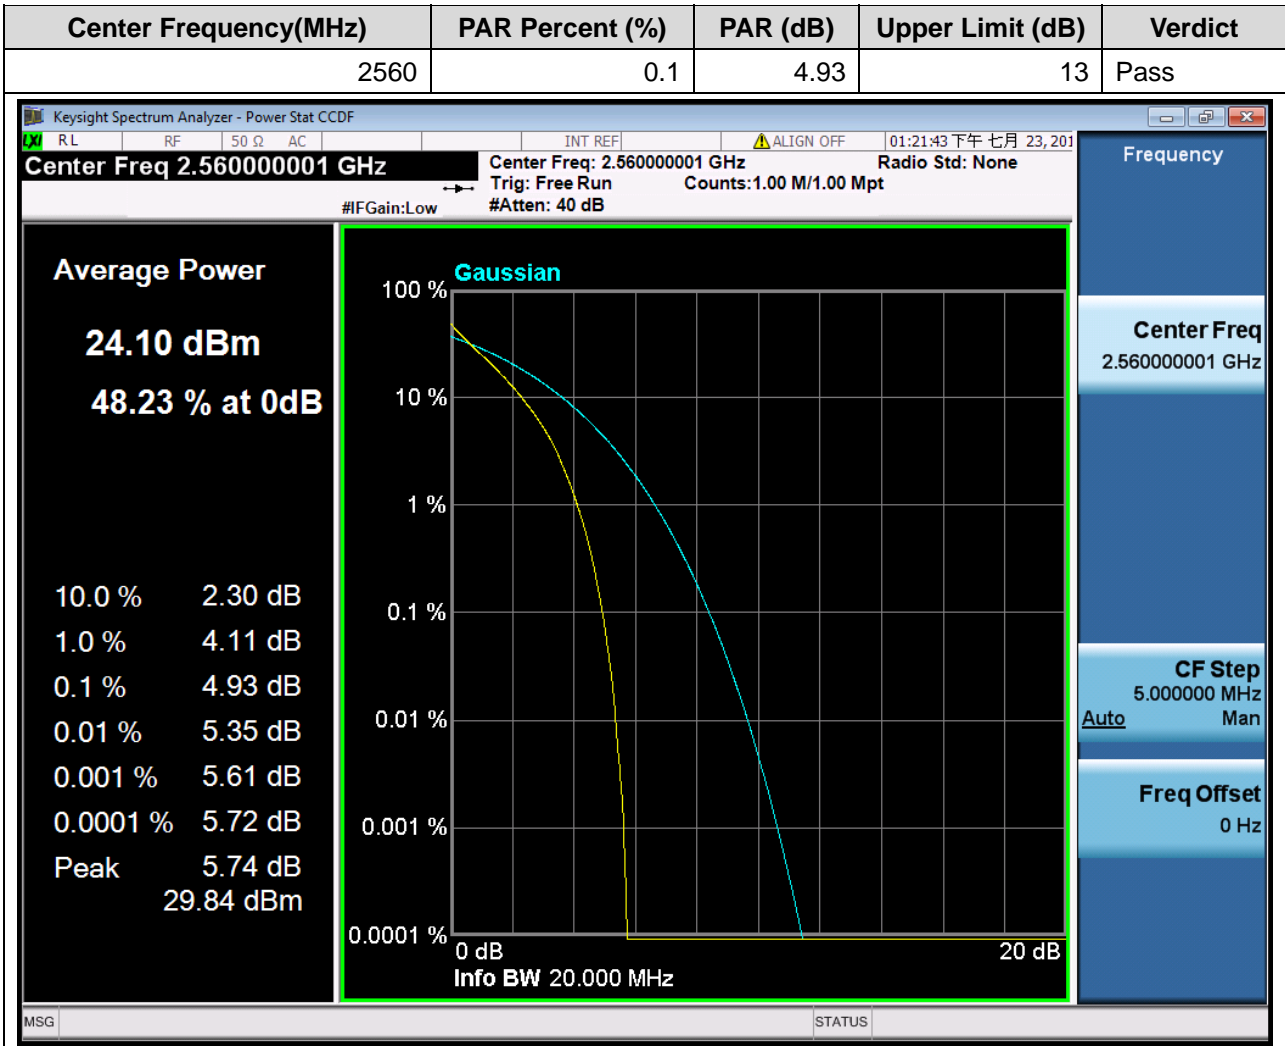 Center Frequency(MHz) PAR Percent (%) PAR (dB) Upper Limit (dB) Verdict
2560 0.1 4.93 13 Pass
Keysight Spectrum Analyzer - Power Stat CCDF
LXI RL RF 50 Ω AC INT REF ALIGN OFF 01:21:43 下午 七月 23, 201
Center Freq 2.560000001 GHz
Center Freq: 2.560000001 GHz Radio Std: None
Trig: Free Run Counts:1.00 M/1.00 Mpt
#IFGain:Low #Atten: 40 dB
Frequency
Average Power
24.10 dBm
48.23 % at 0dB
10.0 % 2.30 dB
1.0 % 4.11 dB
0.1 % 4.93 dB
0.01 % 5.35 dB
0.001 % 5.61 dB
0.0001 % 5.72 dB
Peak 5.74 dB
29.84 dBm
Gaussian
100 %
10 %
1 %
0.1 %
0.01 %
0.001 %
0.0001 %
0 dB 20 dB
Info BW 20.000 MHz
Center Freq
2.560000001 GHz
CF Step
5.000000 MHz
Auto Man
Freq Offset
0 Hz
MSG STATUS